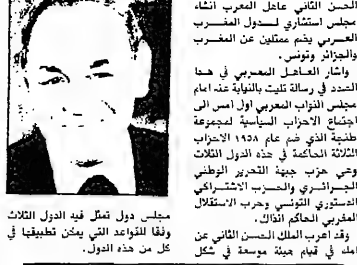 الحسن الثاني عاهل المغرب انشاء
مجلس استشاري لدول المغرب
العربي يضم ممثلين عن المغرب
والجزائر وتونس .
واشار العاهل المغربي في هذا
الصدد في رسالة تليت بالنيابة عنه امام
مجلس النواب المغربي اول امس الى
اجتماع الاحزاب السياسية لمجموعة
طنجة الذي ضم عام ١٩٥٨ الاحزاب
الثلاثة الحاكمة في هذه الدول الثلاث
وهي حزب جبهة التحرير الوطني
الجزائري والحزب الاشتراكي
الدستوري التونسي وحزب الاستقلال
المغربي الحاكم انذاك .
وقد اعرب الملك الحسن الثاني عن
امله في قيام هيئة موسعة في شكل
مجلس دول تمثل فيه الدول الثلاث
وفقا للقواعد التي يمكن تطبيقها في
كل من هذه الدول .